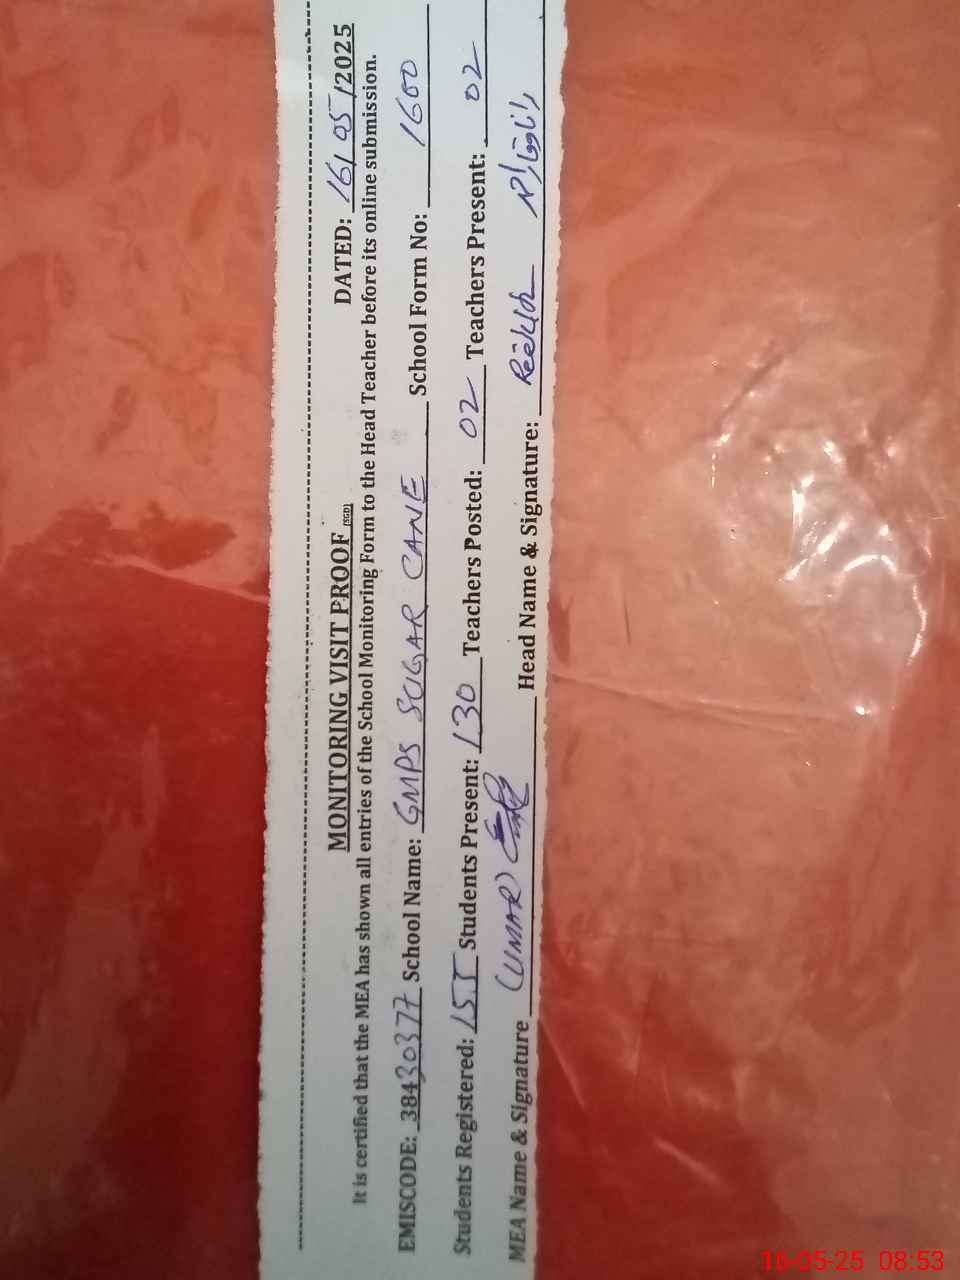 MONITORING VISIT PROOF (SGD) DATED: 16/05/2025
It is certified that the MEA has shown all entries of the School Monitoring Form to the Head Teacher before its online submission.
EMISCODE: 38430377 School Name: GMPS SUGAR CANE School Form No: 1600
Students Registered: 155 Students Present: 130 Teachers Posted: 02 Teachers Present: 02
MEA Name & Signature (UMAR) Head Name & Signature:
16-05-25 08:53